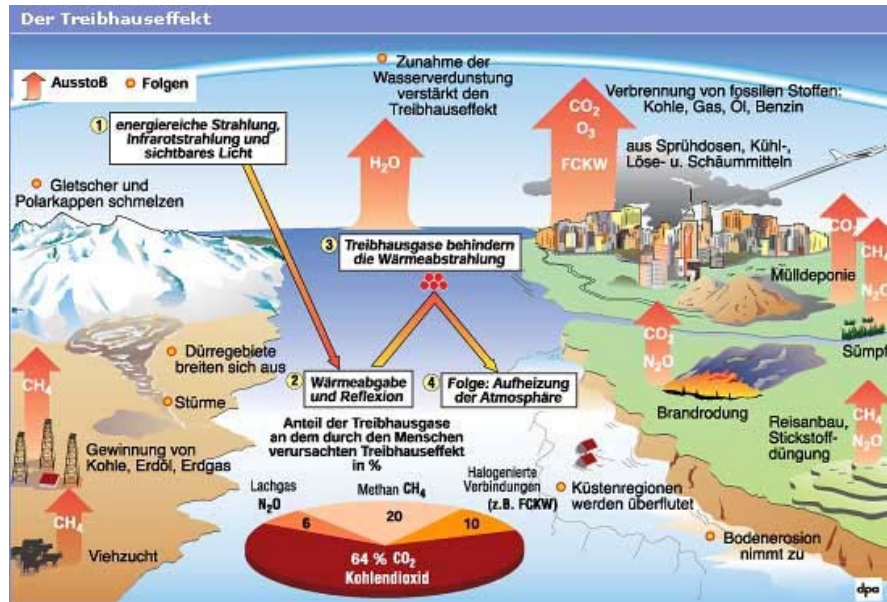 Der Treibhauseffekt
Ausstoß
Folgen
Zunahme der
Wasserverdunstung
verstärkt den
Treibhauseffekt
Verbrennung von fossilen Stoffen:
Kohle, Gas, Öl, Benzin
CO₂
O₃
FCKW
aus Sprühdosen, Kühl-,
Löse- u. Schäummitteln
1
energiereiche Strahlung,
Infrarotstrahlung und
sichtbares Licht
H₂O
Gletscher und
Polarkappen schmelzen
3
Treibhausgase behindern
die Wärmeabstrahlung
CO₂
CH₄
N₂O
Mülldeponie
CO₂
N₂O
Sümpf
Dürregebiete
breiten sich aus
Stürme
CH₄
2
Wärmeabgabe
und Reflexion
4
Folge: Aufheizung
der Atmosphäre
Brandrodung
Reisanbau,
Stickstoff-
düngung
CH₄
N₂O
Gewinnung von
Kohle, Erdöl, Erdgas
Anteil der Treibhausgase
an dem durch den Menschen
verursachten Treibhauseffekt
in %
Lachgas
N₂O
Methan CH₄
Halogenierte
Verbindungen
(z.B. FCKW)
6
20
10
64 % CO₂
Kohlendioxid
Küstenregionen
werden überflutet
CH₄
Viehzucht
Bodenerosion
nimmt zu
dpa